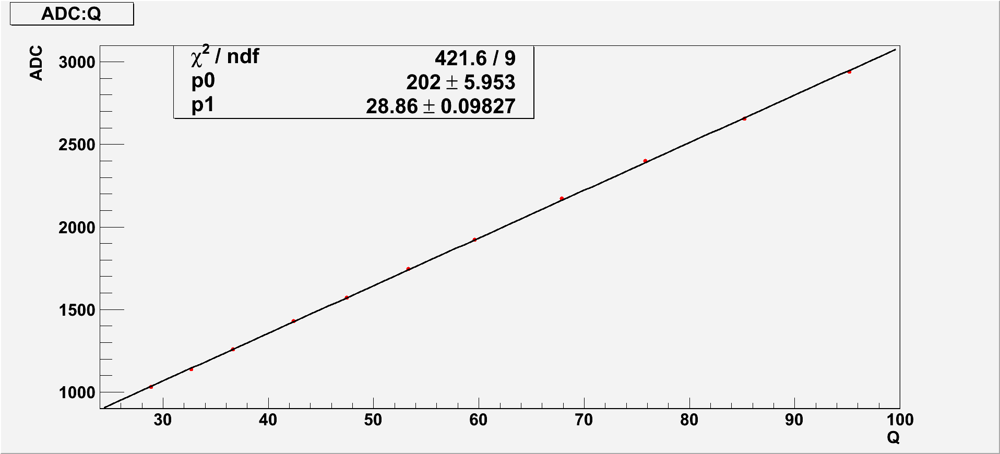 ADC:Q
ADC
χ² / ndf 421.6 / 9
p0 202 ± 5.953
p1 28.86 ± 0.09827
3000
2500
2000
1500
1000
30 40 50 60 70 80 90 100
Q